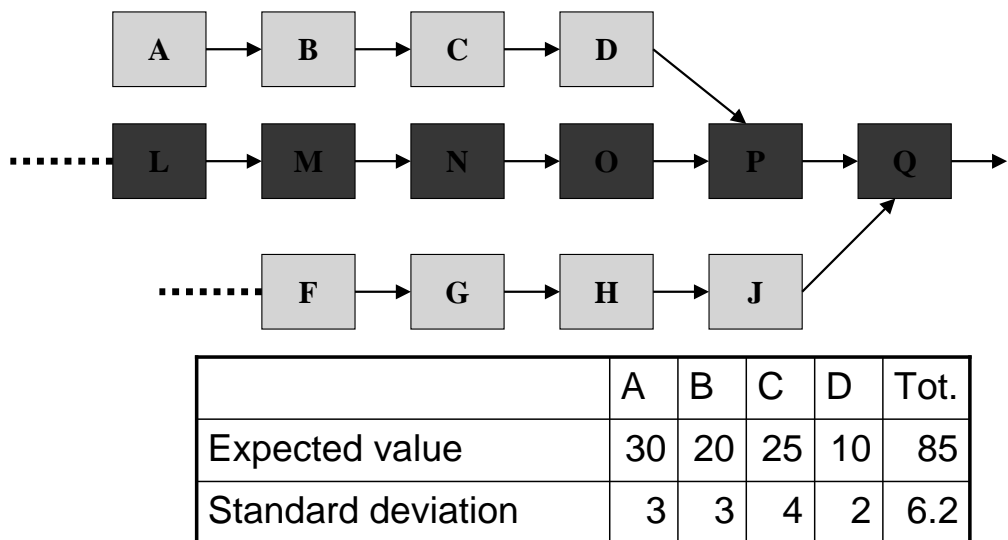 A B C D
L M N O P Q
F G H J
A B C D Tot.
Expected value 30 20 25 10 85
Standard deviation 3 3 4 2 6.2